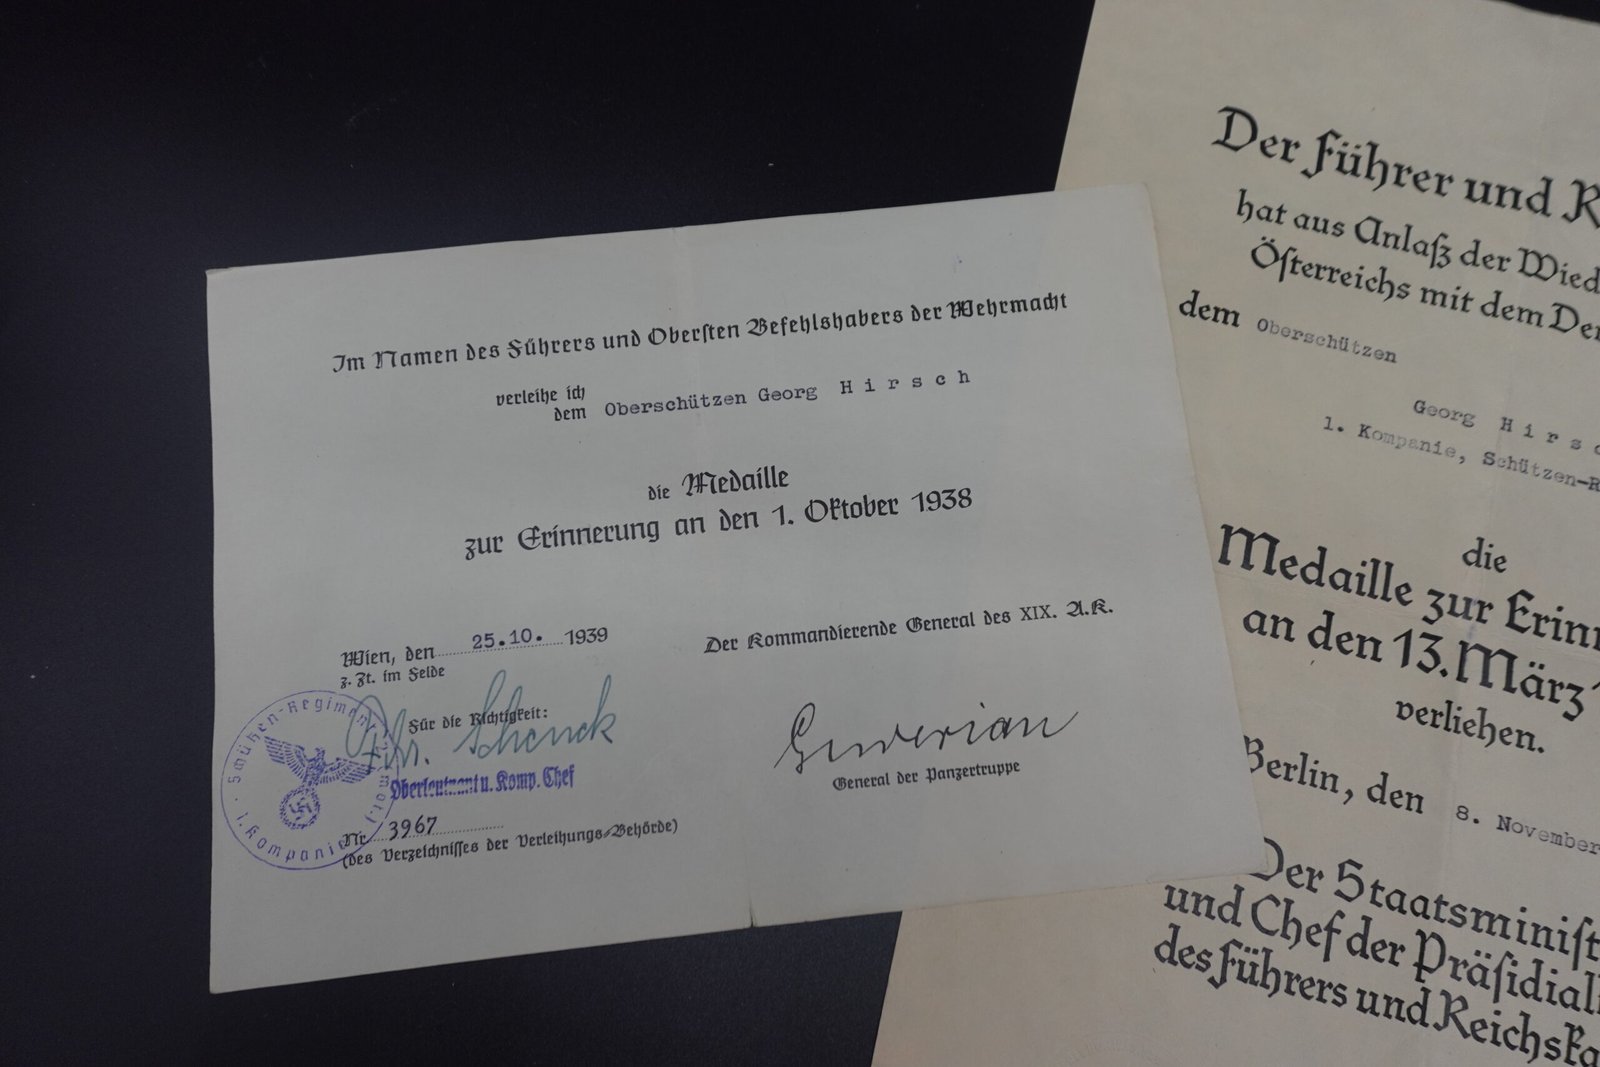 Im Namen des Führers und Obersten Befehlshabers der Wehrmacht
verleihe ich
dem Oberschützen Georg Hirsch
die Medaille
zur Erinnerung an den 1. Oktober 1938
Wien, den 25.10. 1939
z. Zt. im Felde
Der Kommandierende General des XIX. A.K.
Für die Richtigkeit:
Schenck
Oberleutnant u. Komp. Chef
Guderian
General der Panzertruppe
Nr. 3967
(des Verzeichnisses der Verleihungs-Behörde)
Schützen-Regiment
1. Kompanie
Der Führer und R
hat aus Anlaß der Wied
Österreichs mit dem De
dem Oberschützen
Georg Hirs
1. Kompanie, Schützen-R
die
Medaille zur Erin
an den 13. März
verliehen.
Berlin, den 8. November
Der Staatsminist
und Chef der Präsidial
des Führers und Reichska